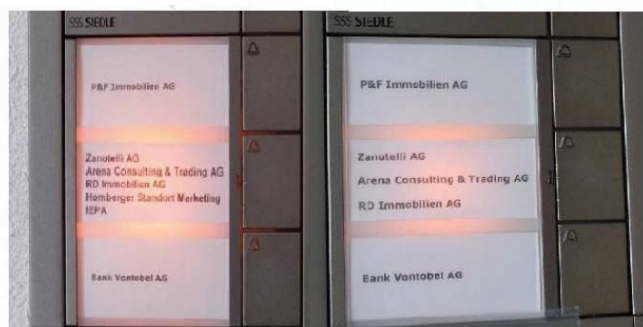 SSS SIEDLE
P&F Immobilien AG
Zanutelli AG
Arena Consulting & Trading AG
RD Immobilien AG
Homberger Standort Marketing
IEPA
Bank Vontobel AG
SSS SIEDLE
P&F Immobilien AG
Zanutelli AG
Arena Consulting & Trading AG
RD Immobilien AG
Bank Vontobel AG